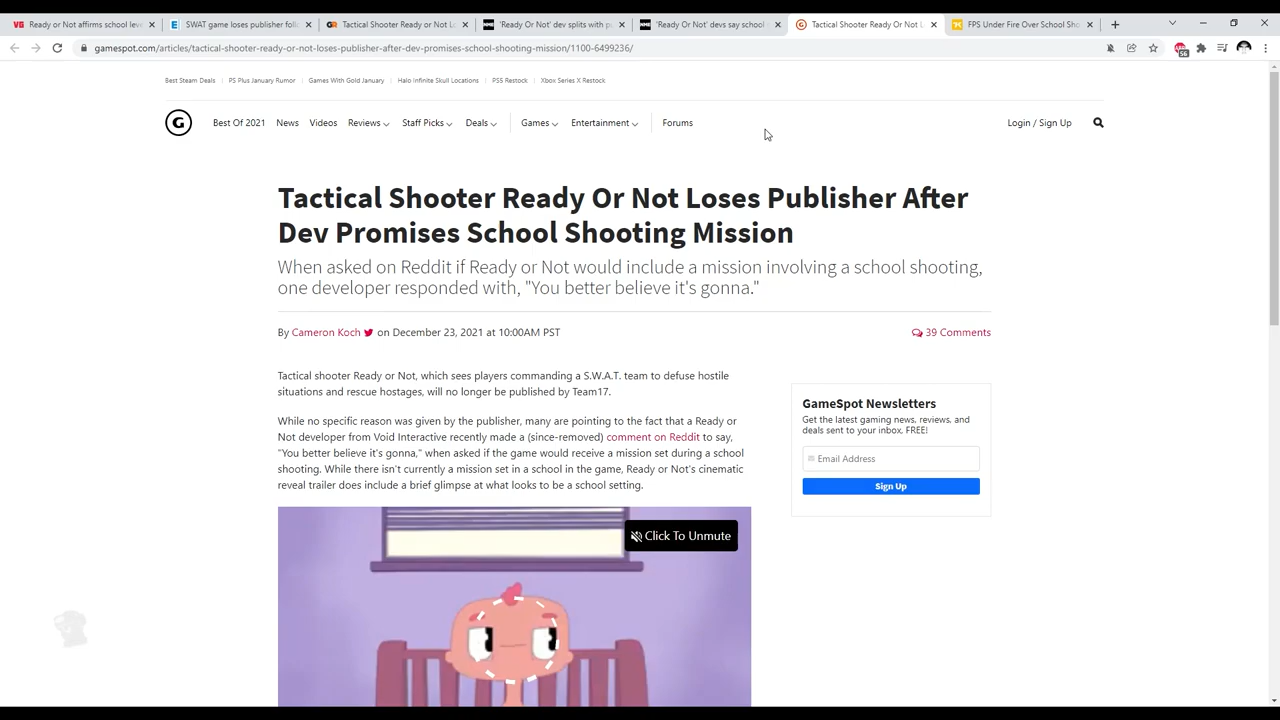 Ready or Not affirms school leve
SWAT game loses publisher foll
Tactical Shooter Ready or Not Lo
'Ready Or Not' dev splits with pu
'Ready Or Not' devs say school
Tactical Shooter Ready Or Not L
FPS Under Fire Over School Sho
gamespot.com/articles/tactical-shooter-ready-or-not-loses-publisher-after-dev-promises-school-shooting-mission/1100-6499236/
Best Steam Deals
PS Plus January Rumor
Games With Gold January
Halo Infinite Skull Locations
PS5 Restock
Xbox Series X Restock
G
Best Of 2021
News
Videos
Reviews
Staff Picks
Deals
Games
Entertainment
Forums
Login / Sign Up
Tactical Shooter Ready Or Not Loses Publisher After
Dev Promises School Shooting Mission
When asked on Reddit if Ready or Not would include a mission involving a school shooting,
one developer responded with, "You better believe it's gonna."
By Cameron Koch on December 23, 2021 at 10:00AM PST
39 Comments
Tactical shooter Ready or Not, which sees players commanding a S.W.A.T. team to defuse hostile
situations and rescue hostages, will no longer be published by Team17.
While no specific reason was given by the publisher, many are pointing to the fact that a Ready or
Not developer from Void Interactive recently made a (since-removed) comment on Reddit to say,
"You better believe it's gonna," when asked if the game would receive a mission set during a school
shooting. While there isn't currently a mission set in a school in the game, Ready or Not's cinematic
reveal trailer does include a brief glimpse at what looks to be a school setting.
GameSpot Newsletters
Get the latest gaming news, reviews, and
deals sent to your inbox. FREE!
Email Address
Sign Up
Click To Unmute